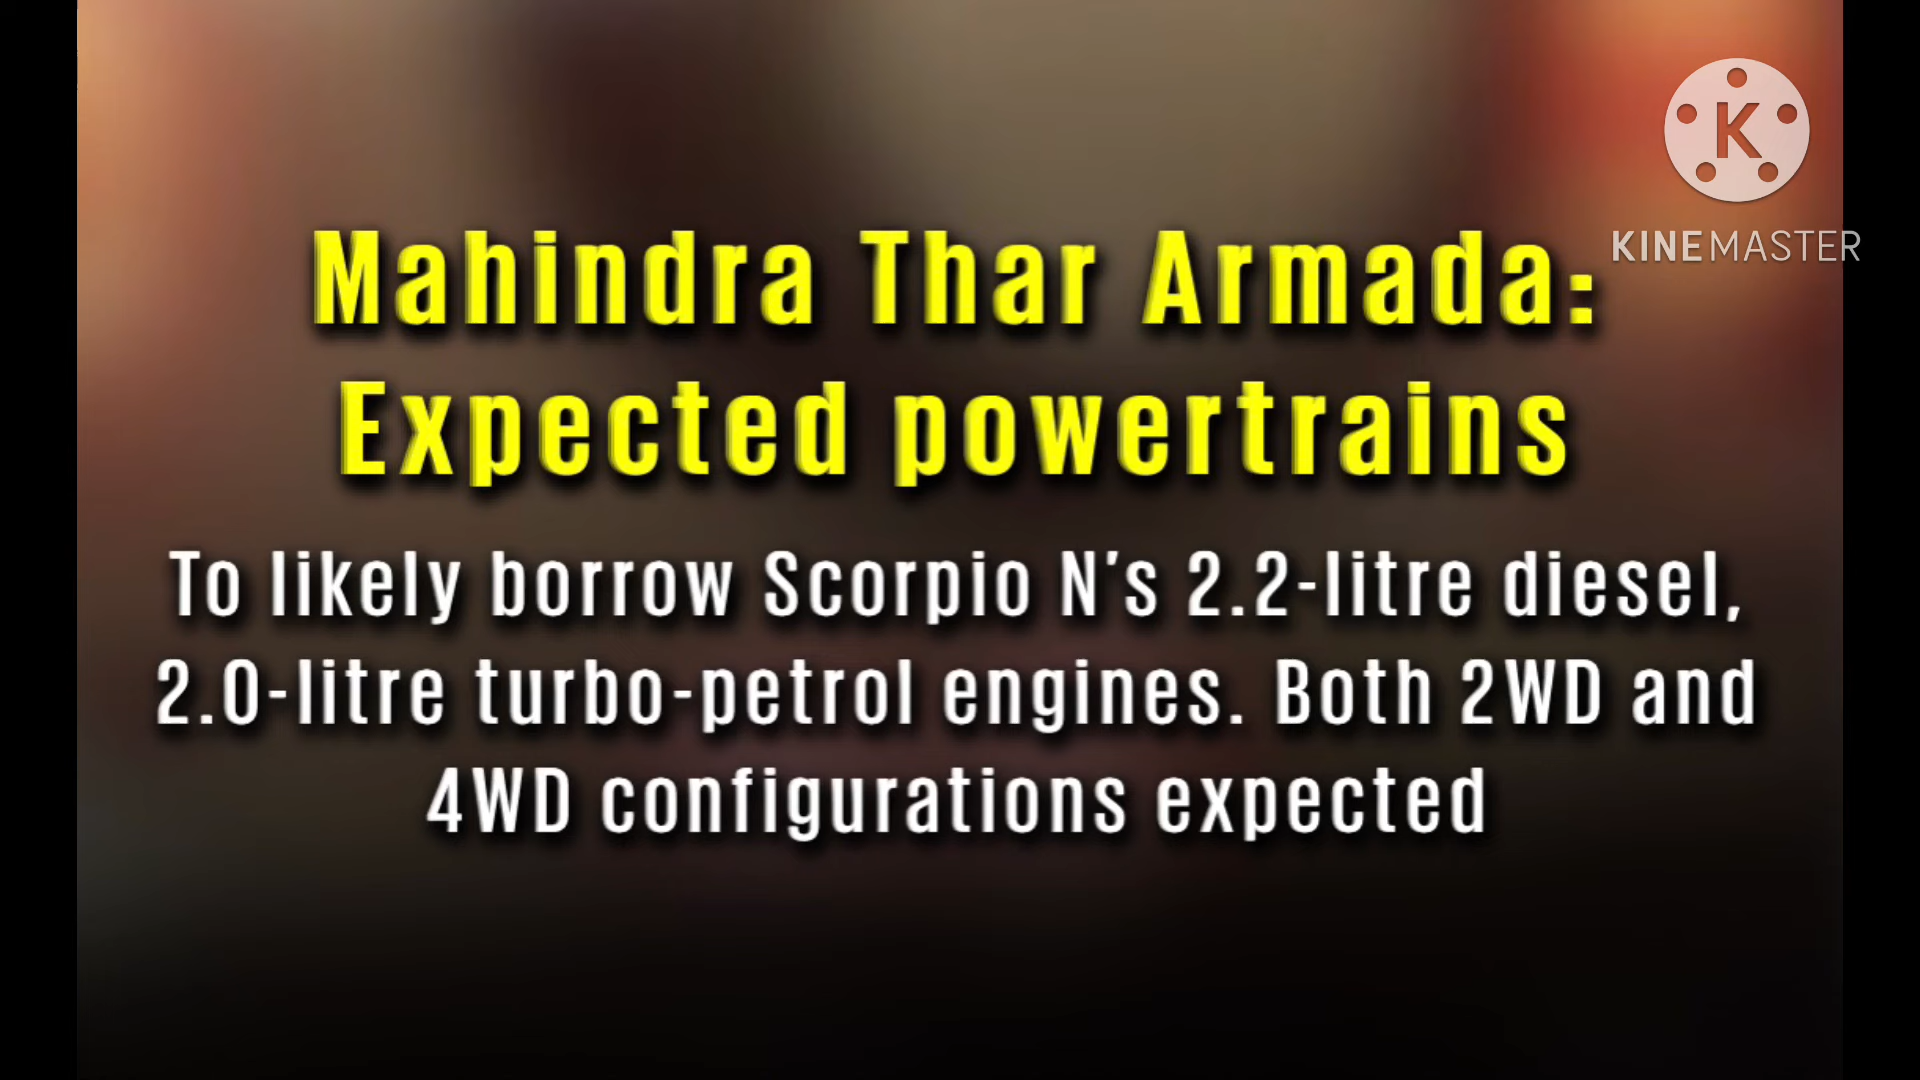 K
KINEMASTER
Mahindra Thar Armada:
Expected powertrains
To likely borrow Scorpio N's 2.2-litre diesel,
2.0-litre turbo-petrol engines. Both 2WD and
4WD configurations expected